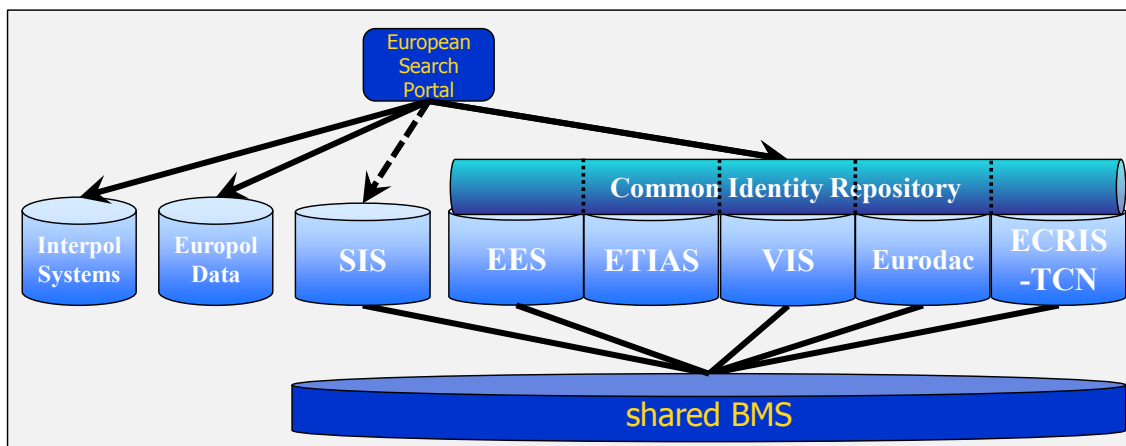 European
Search
Portal
Common Identity Repository
Interpol
Systems
Europol
Data
SIS
EES
ETIAS
VIS
Eurodac
ECRIS
-TCN
shared BMS